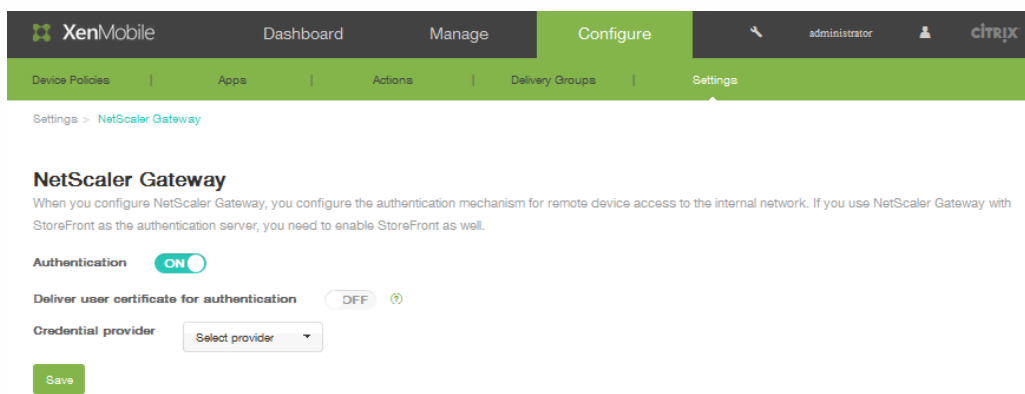 XenMobile Dashboard Manage Configure administrator CİTRIX
Device Policies | Apps | Actions | Delivery Groups | Settings
Settings > NetScaler Gateway
NetScaler Gateway
When you configure NetScaler Gateway, you configure the authentication mechanism for remote device access to the internal network. If you use NetScaler Gateway with
StoreFront as the authentication server, you need to enable StoreFront as well.
Authentication ON
Deliver user certificate for authentication OFF ?
Credential provider Select provider
Save